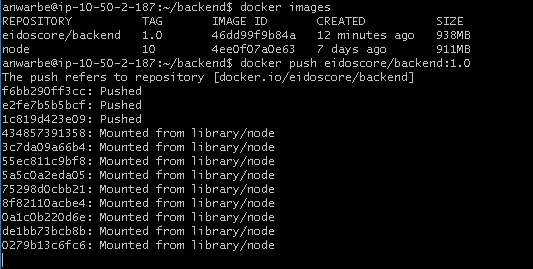 anwarbe@ip-10-50-2-187:~/backend$ docker images
REPOSITORY TAG IMAGE ID CREATED SIZE
eidoscore/backend 1.0 46dd99f9b84a 12 minutes ago 938MB
node 10 4ee0f07a0e63 7 days ago 911MB
anwarbe@ip-10-50-2-187:~/backend$ docker push eidoscore/backend:1.0
The push refers to repository [docker.io/eidoscore/backend]
f6bb290ff3cc: Pushed
e2fe7b5b5bcf: Pushed
1c819d423e09: Pushed
434857391358: Mounted from library/node
3c7da09a66b4: Mounted from library/node
55ec811c9bf8: Mounted from library/node
5a5c0a2eda05: Mounted from library/node
75298d0cbb21: Mounted from library/node
8f82110acbe4: Mounted from library/node
0a1c0b220d6e: Mounted from library/node
de1bb73bcb8b: Mounted from library/node
0279b13c6fc6: Mounted from library/node